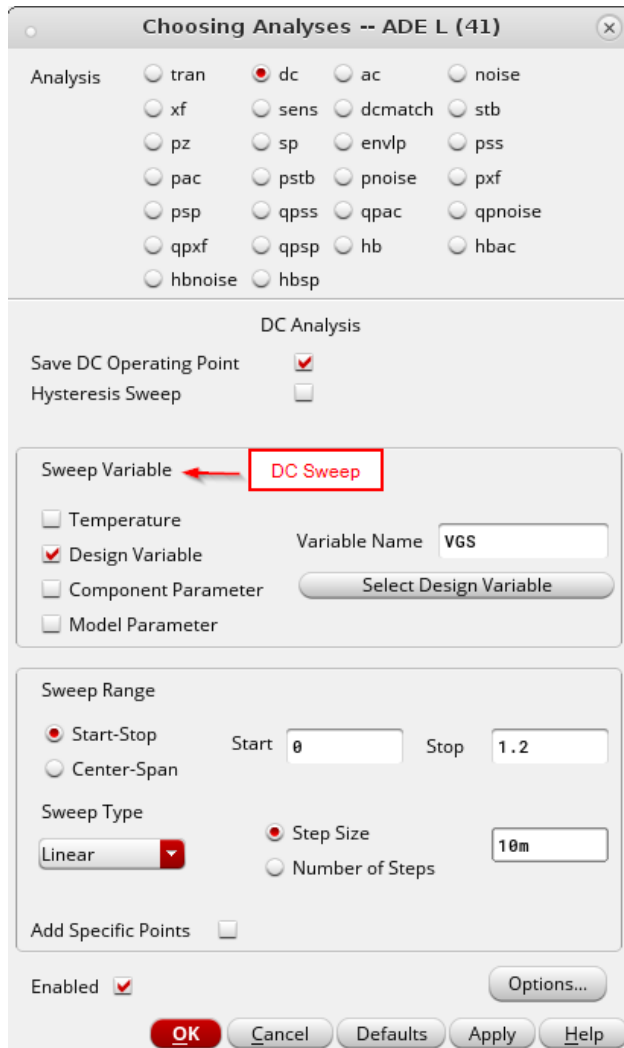 Choosing Analyses -- ADE L (41)
Analysis tran dc ac noise
xf sens dcmatch stb
pz sp envlp pss
pac pstb pnoise pxf
psp qpss qpac qpnoise
qpxf qpsp hb hbac
hbnoise hbsp
DC Analysis
Save DC Operating Point
Hysteresis Sweep
Sweep Variable DC Sweep
Temperature
Design Variable Variable Name VGS
Component Parameter Select Design Variable
Model Parameter
Sweep Range
Start-Stop Start 0 Stop 1.2
Center-Span
Sweep Type
Linear Step Size 10m
Number of Steps
Add Specific Points
Enabled Options...
OK Cancel Defaults Apply Help